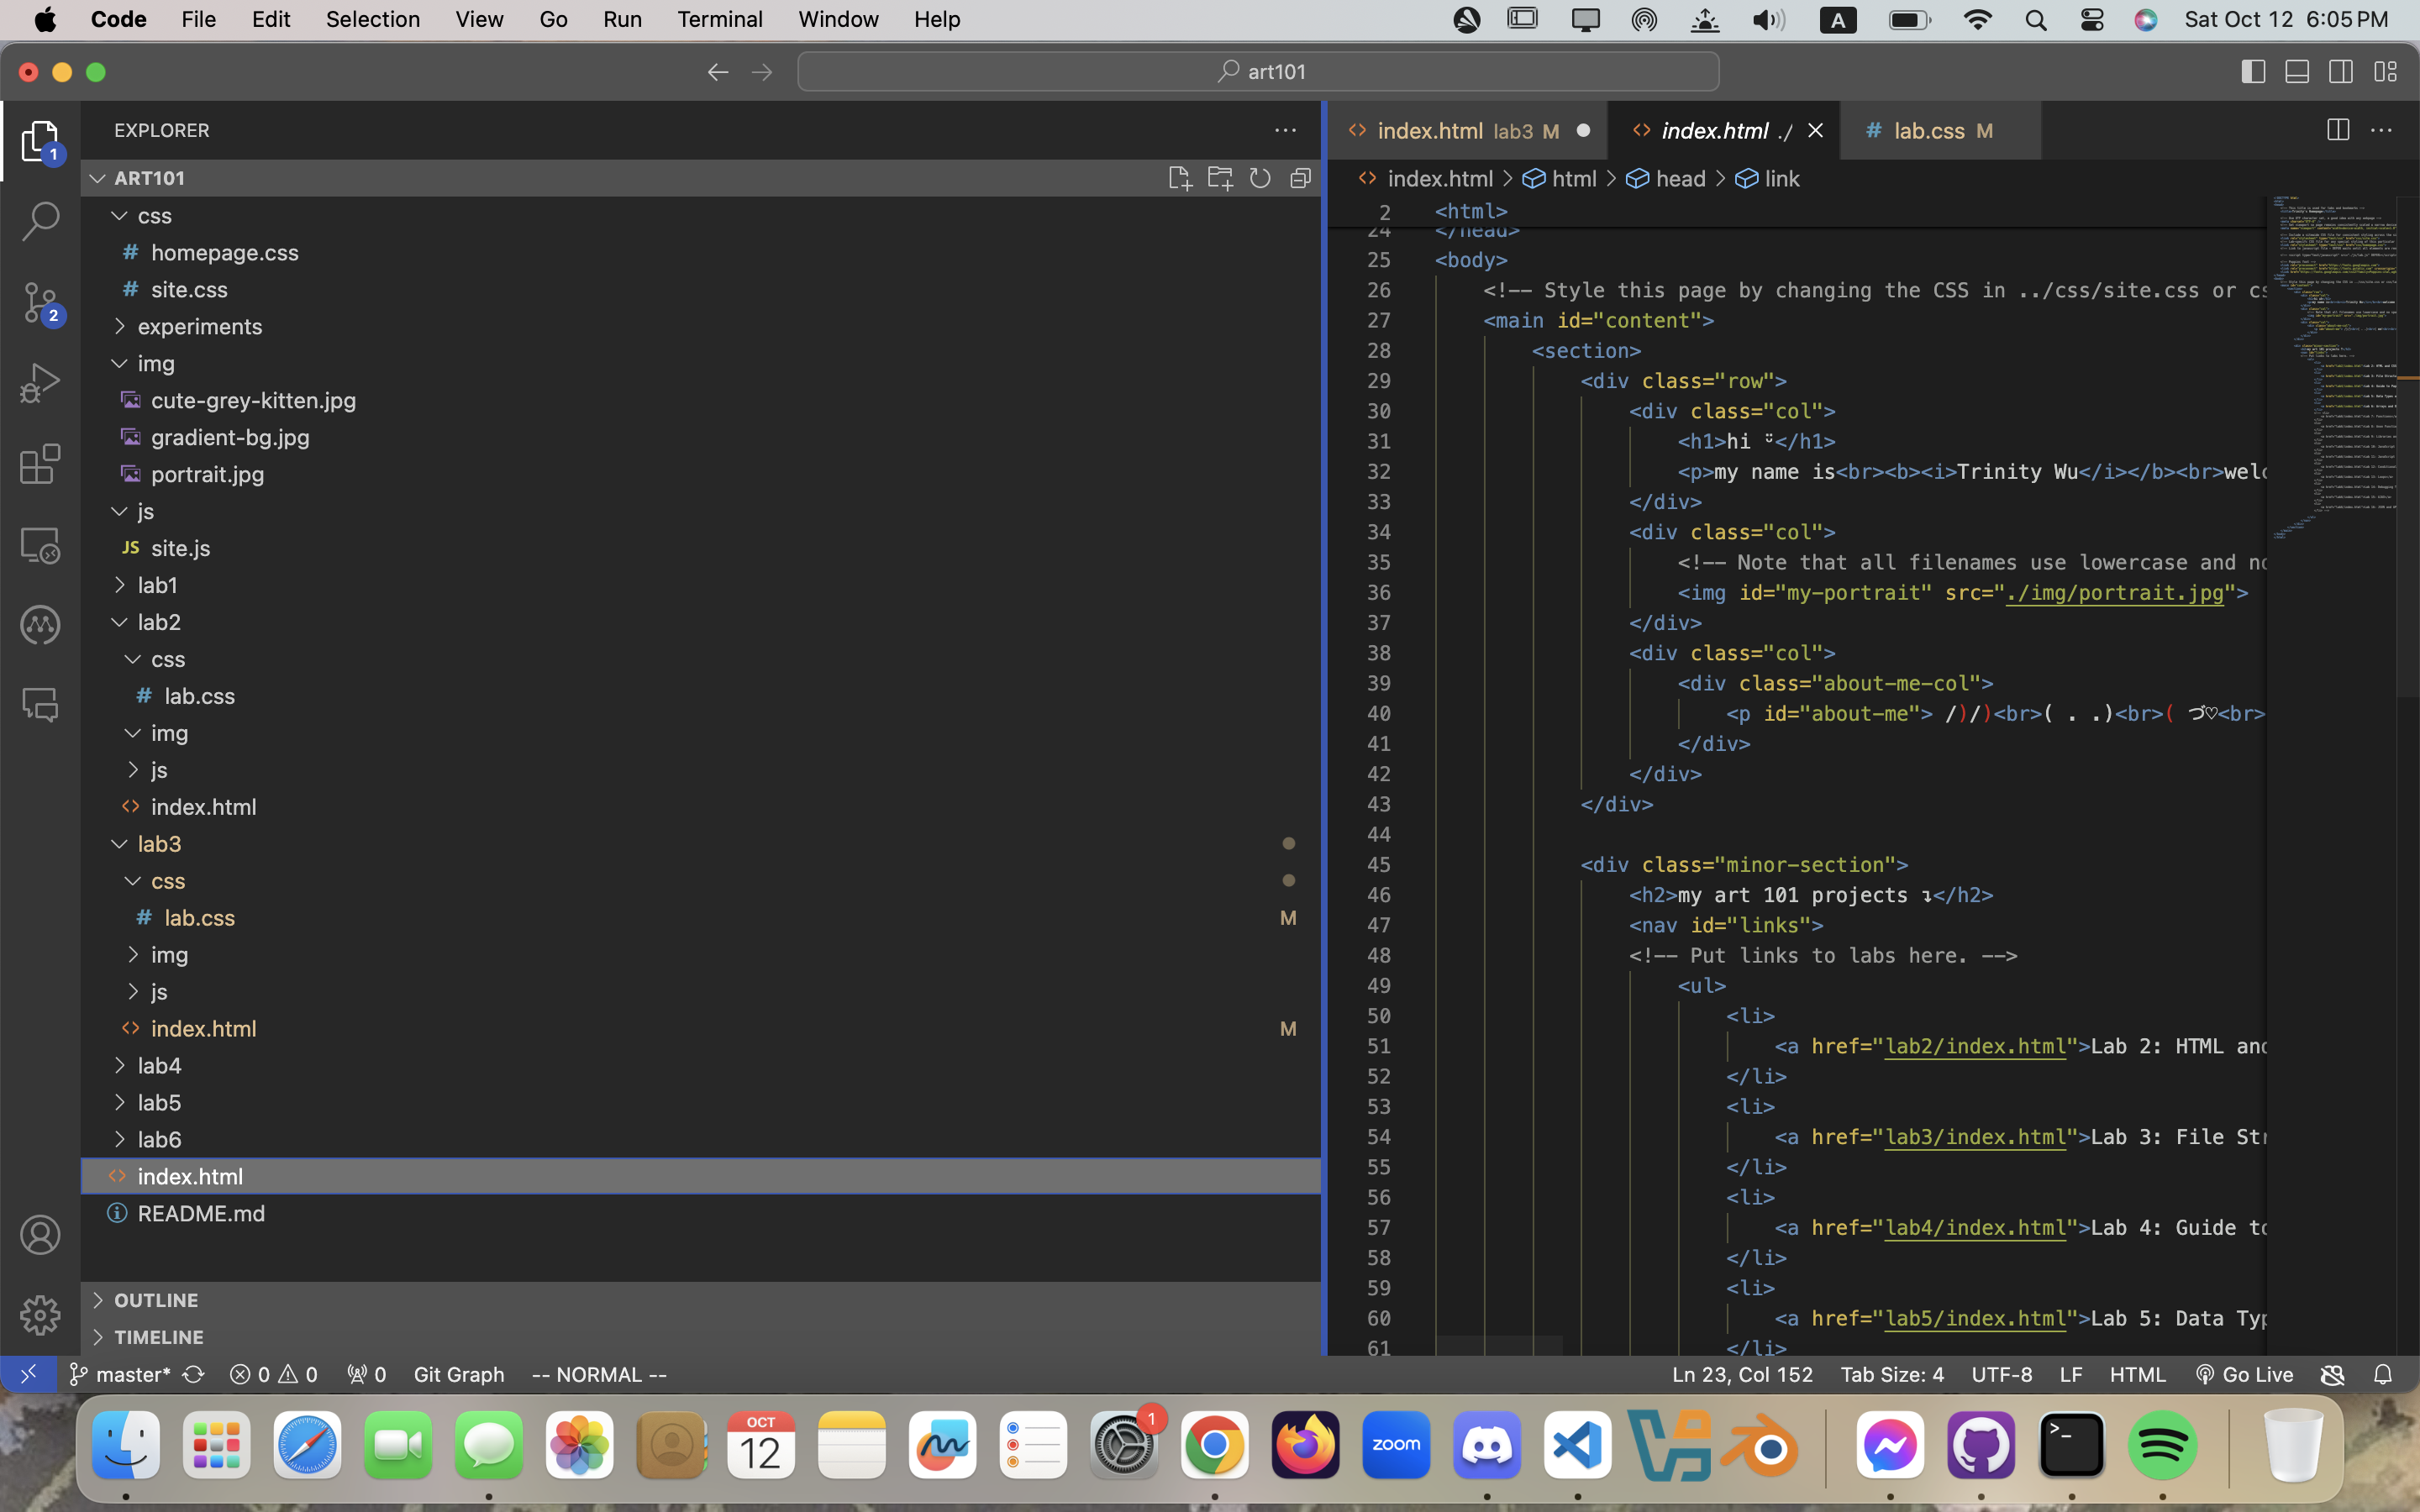 Code File Edit Selection View Go Run Terminal Window Help A Sat Oct 12 6:05 PM
art101
EXPLORER
ART101
css
# homepage.css
# site.css
experiments
img
cute-grey-kitten.jpg
gradient-bg.jpg
portrait.jpg
js
JS site.js
lab1
lab2
css
# lab.css
img
js
<> index.html
lab3
css
# lab.css M
img
js
<> index.html M
lab4
lab5
lab6
<> index.html
README.md
OUTLINE
TIMELINE
1
2
<> index.html lab3 M
<> index.html ./
# lab.css M
<> index.html > html > head > link
2 <html>
24 </head>
25 <body>
26 <!-- Style this page by changing the CSS in ../css/site.css or cs
27 <main id="content">
28 <section>
29 <div class="row">
30 <div class="col">
31 <h1>hi ᵕ̈</h1>
32 <p>my name is<br><b><i>Trinity Wu</i></b><br>welc
33 </div>
34 <div class="col">
35 <!-- Note that all filenames use lowercase and no
36 <img id="my-portrait" src="./img/portrait.jpg">
37 </div>
38 <div class="col">
39 <div class="about-me-col">
40 <p id="about-me"> /)/)<br>( . .)<br>( づ♡<br>
41 </div>
42 </div>
43 </div>
44
45 <div class="minor-section">
46 <h2>my art 101 projects ↴</h2>
47 <nav id="links">
48 <!-- Put links to labs here. -->
49 <ul>
50 <li>
51 <a href="lab2/index.html">Lab 2: HTML and
52 </li>
53 <li>
54 <a href="lab3/index.html">Lab 3: File Str
55 </li>
56 <li>
57 <a href="lab4/index.html">Lab 4: Guide to
58 </li>
59 <li>
60 <a href="lab5/index.html">Lab 5: Data Typ
61 </li>
master* 0 0 0 Git Graph -- NORMAL -- Ln 23, Col 152 Tab Size: 4 UTF-8 LF HTML Go Live
OCT
12
1
zoom
>_